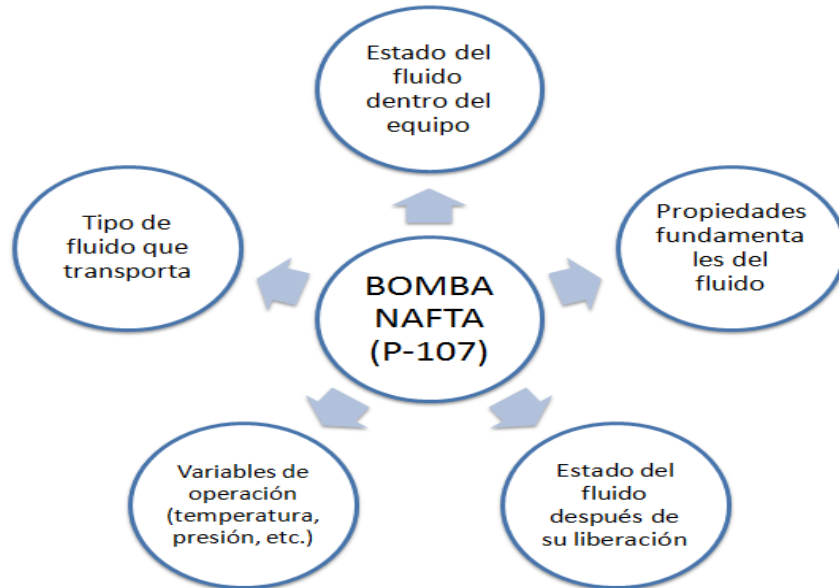 Estado del
fluido
dentro del
equipo
Tipo de
fluido que
transporta
Propiedades
fundamenta
les del
fluido
BOMBA
NAFTA
(P-107)
Variables de
operación
(temperatura,
presión, etc.)
Estado del
fluido
después de
su liberación